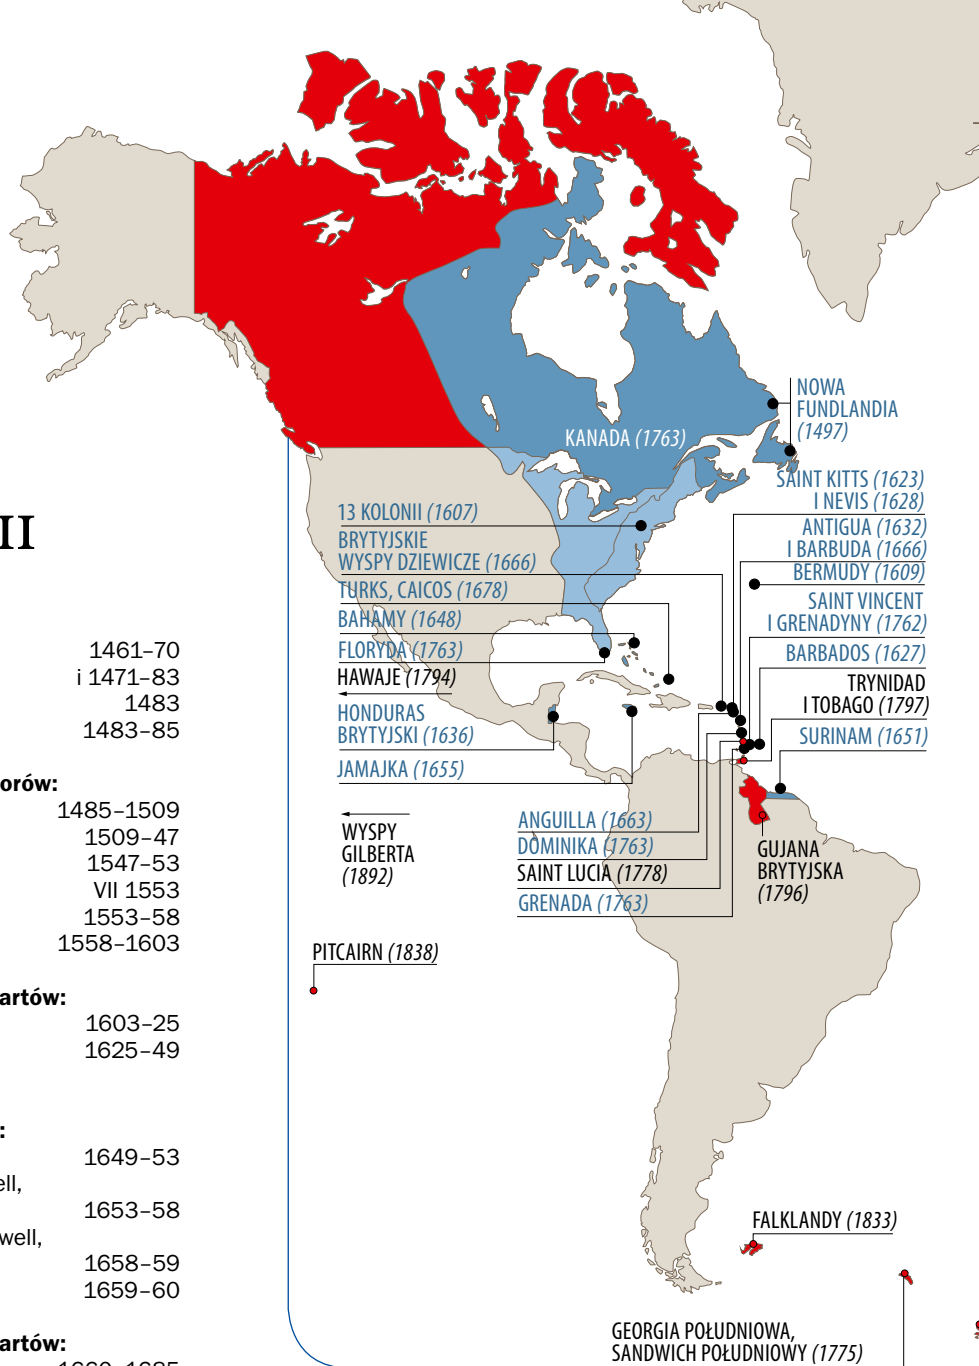 II
1461–70
i 1471–83
1483
1483–85
orów:
1485–1509
1509–47
1547–53
VII 1553
1553–58
1558–1603
artów:
1603–25
1625–49
:
1649–53
ell,
1653–58
well,
1658–59
1659–60
artów:
1660–1685
KANADA (1763)
NOWA
FUNDLANDIA
(1497)
SAINT KITTS (1623)
I NEVIS (1628)
ANTIGUA (1632)
I BARBUDA (1666)
BERMUDY (1609)
SAINT VINCENT
I GRENADYNY (1762)
BARBADOS (1627)
TRYNIDAD
I TOBAGO (1797)
SURINAM (1651)
13 KOLONII (1607)
BRYTYJSKIE
WYSPY DZIEWICZE (1666)
TURKS, CAICOS (1678)
BAHAMY (1648)
FLORYDA (1763)
HAWAJE (1794)
HONDURAS
BRYTYJSKI (1636)
JAMAJKA (1655)
WYSPY
GILBERTA
(1892)
ANGUILLA (1663)
DOMINIKA (1763)
SAINT LUCIA (1778)
GRENADA (1763)
GUJANA
BRYTYJSKA
(1796)
PITCAIRN (1838)
FALKLANDY (1833)
GEORGIA POŁUDNIOWA,
SANDWICH POŁUDNIOWY (1775)